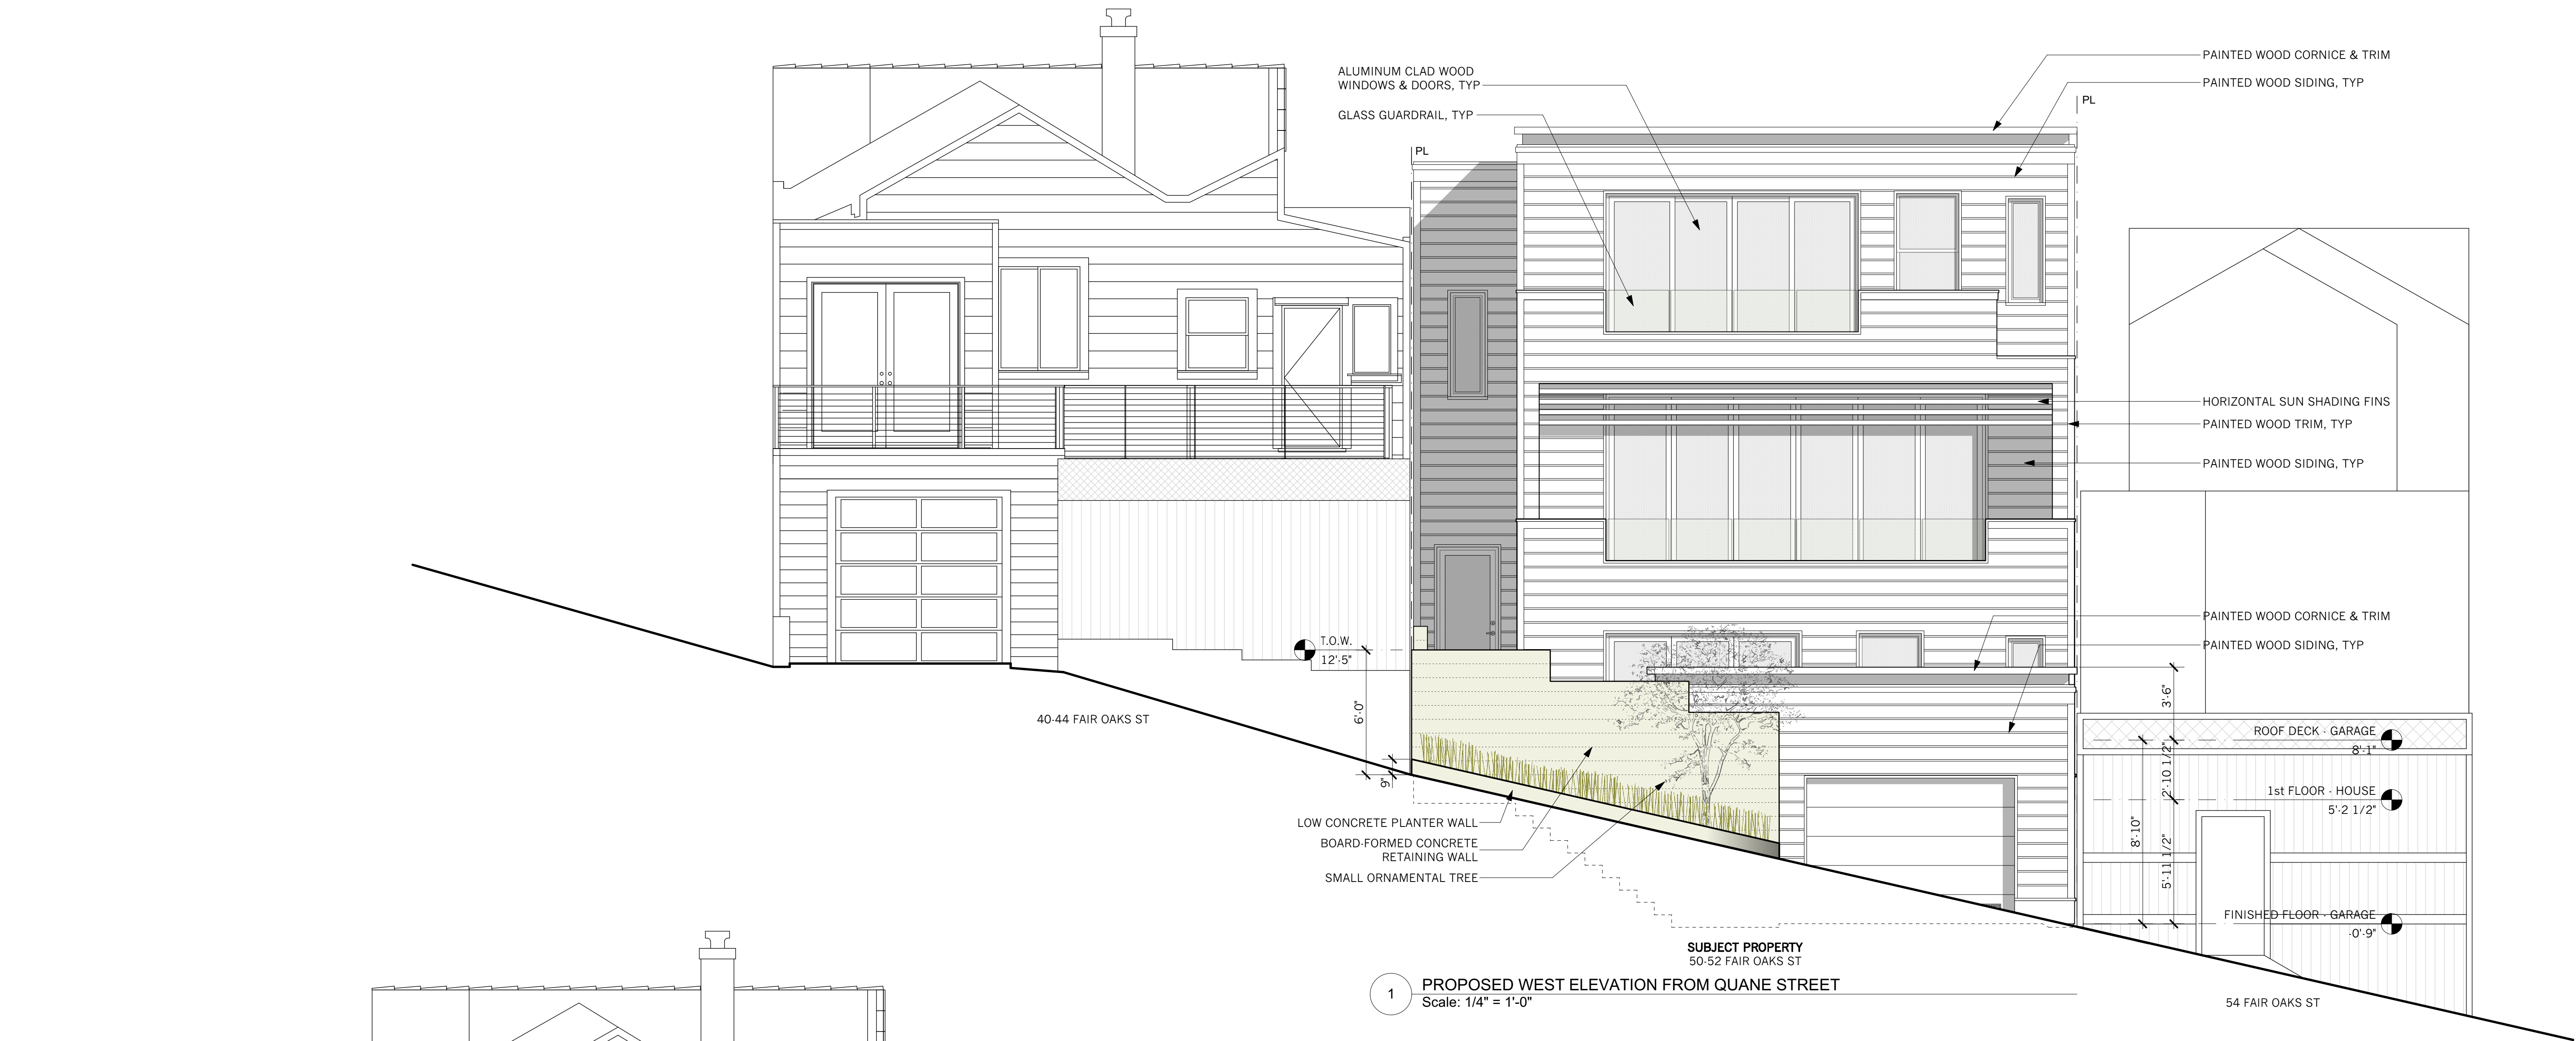 ALUMINUM CLAD WOOD
WINDOWS & DOORS, TYP
GLASS GUARDRAIL, TYP
PL
PL
PAINTED WOOD CORNICE & TRIM
PAINTED WOOD SIDING, TYP
HORIZONTAL SUN SHADING FINS
PAINTED WOOD TRIM, TYP
PAINTED WOOD SIDING, TYP
PAINTED WOOD CORNICE & TRIM
PAINTED WOOD SIDING, TYP
T.O.W.
12'-5"
6'-0"
9"
40-44 FAIR OAKS ST
LOW CONCRETE PLANTER WALL
BOARD-FORMED CONCRETE
RETAINING WALL
SMALL ORNAMENTAL TREE
3'-6"
2'-10 1/2"
8'-10"
5'-11 1/2"
ROOF DECK - GARAGE
8'-1"
1st FLOOR - HOUSE
5'-2 1/2"
FINISHED FLOOR - GARAGE
-0'-9"
SUBJECT PROPERTY
50-52 FAIR OAKS ST
54 FAIR OAKS ST
1
PROPOSED WEST ELEVATION FROM QUANE STREET
Scale: 1/4" = 1'-0"